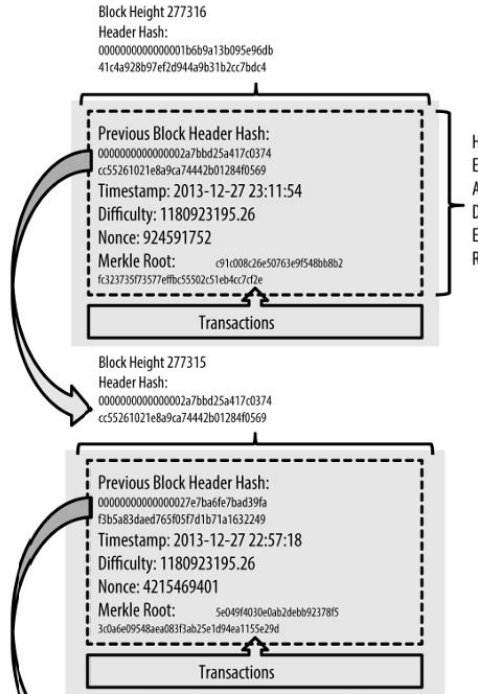 Block Height 277316
Header Hash:
0000000000000001b6b9a13b095e96db
41c4a928b97ef2d944a9b31b2cc7bdc4
Previous Block Header Hash:
0000000000000002a7bbd25a417c0374
cc55261021e8a9ca74442b01284f0569
Timestamp: 2013-12-27 23:11:54
Difficulty: 1180923195.26
Nonce: 924591752
Merkle Root: c91c008c26e50763e9f548bb8b2
fc323735f73577effbc55502c51eb4cc7cf2e
Transactions
H
E
A
D
E
R
Block Height 277315
Header Hash:
0000000000000002a7bbd25a417c0374
cc55261021e8a9ca74442b01284f0569
Previous Block Header Hash:
00000000000000027e7ba6fe7bad39fa
f3b5a83daed765f05f7d1b71a1632249
Timestamp: 2013-12-27 22:57:18
Difficulty: 1180923195.26
Nonce: 4215469401
Merkle Root: 5e049f4030e0ab2debb92378f5
3c0a6e09548aea083f3ab25e1d94ea1155e29d
Transactions